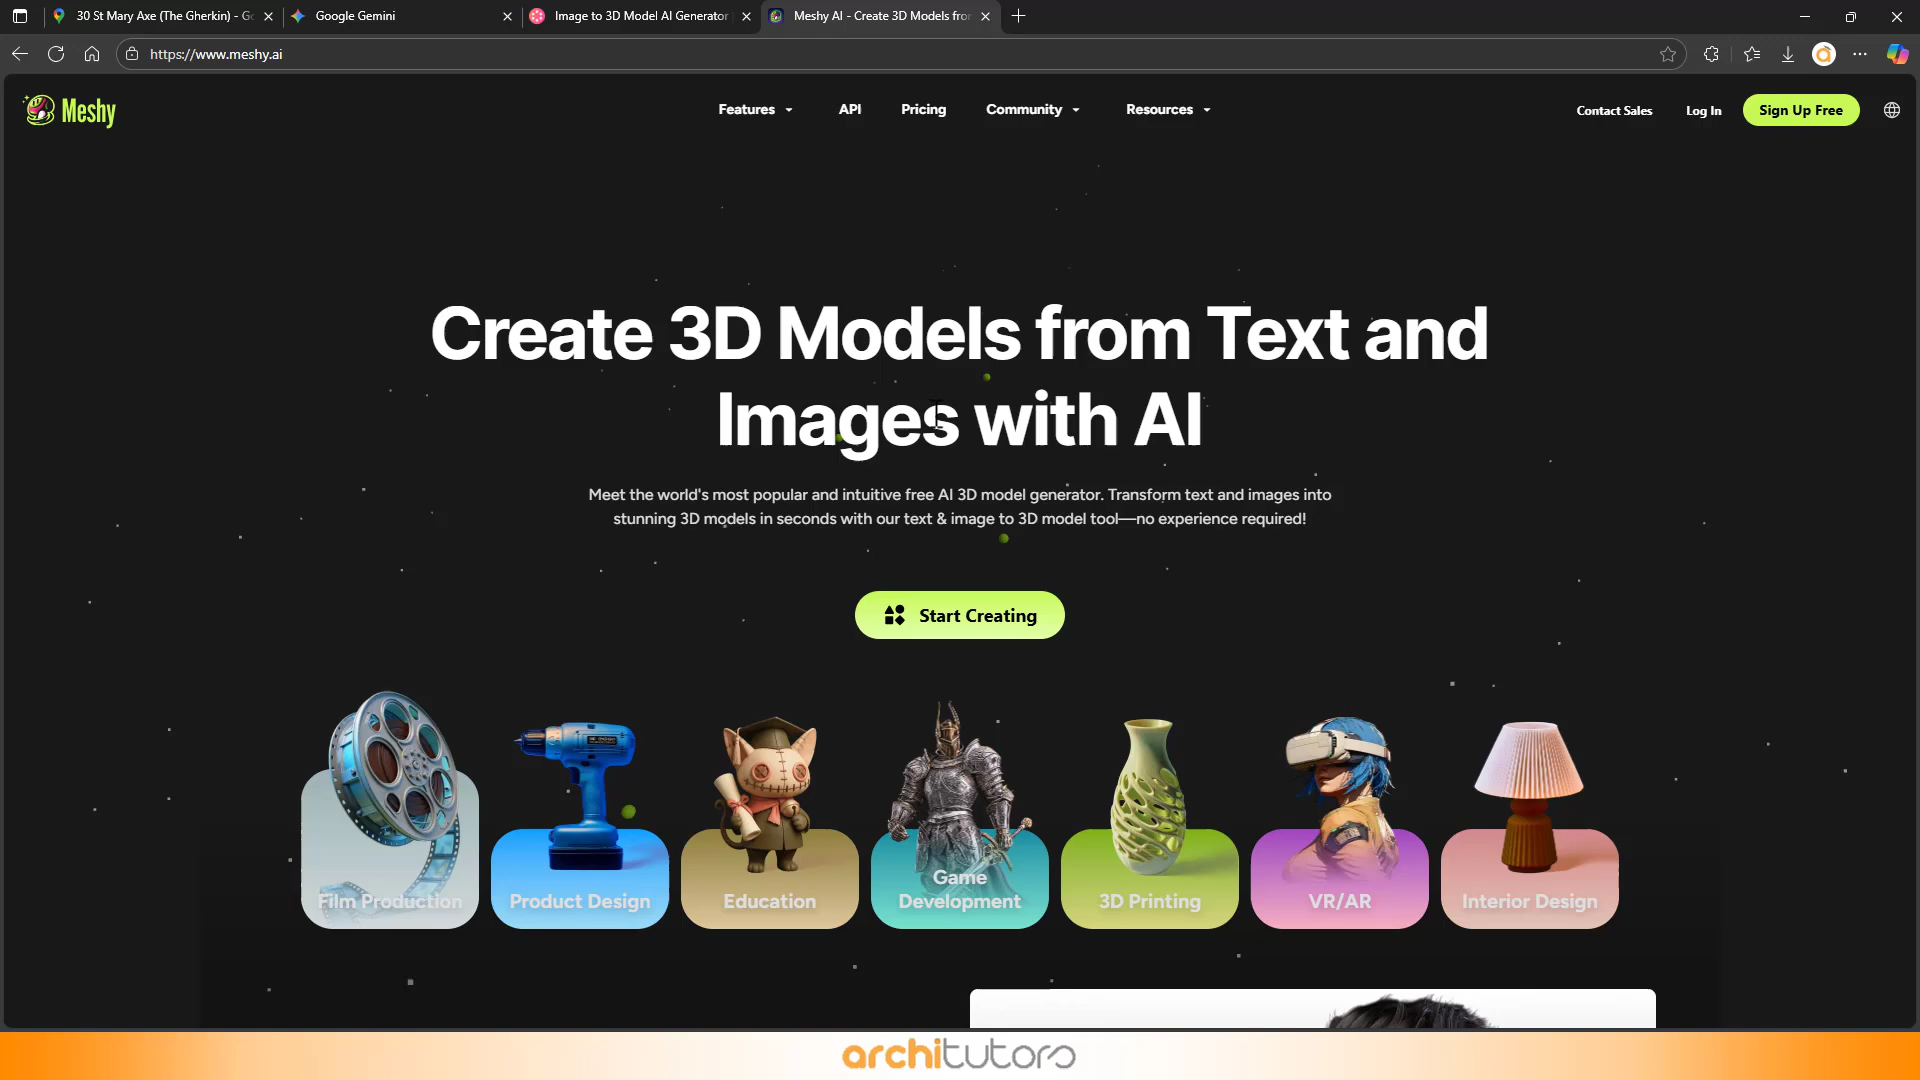 30 St Mary Axe (The Gherkin) - Go
Google Gemini
Image to 3D Model AI Generator
Meshy AI - Create 3D Models from
https://www.meshy.ai
Meshy
Features
API
Pricing
Community
Resources
Contact Sales
Log In
Sign Up Free
Create 3D Models from Text and
Images with AI
Meet the world's most popular and intuitive free AI 3D model generator. Transform text and images into
stunning 3D models in seconds with our text & image to 3D model tool—no experience required!
Start Creating
Film Production
Product Design
Education
Game
Development
3D Printing
VR/AR
Interior Design
architutors